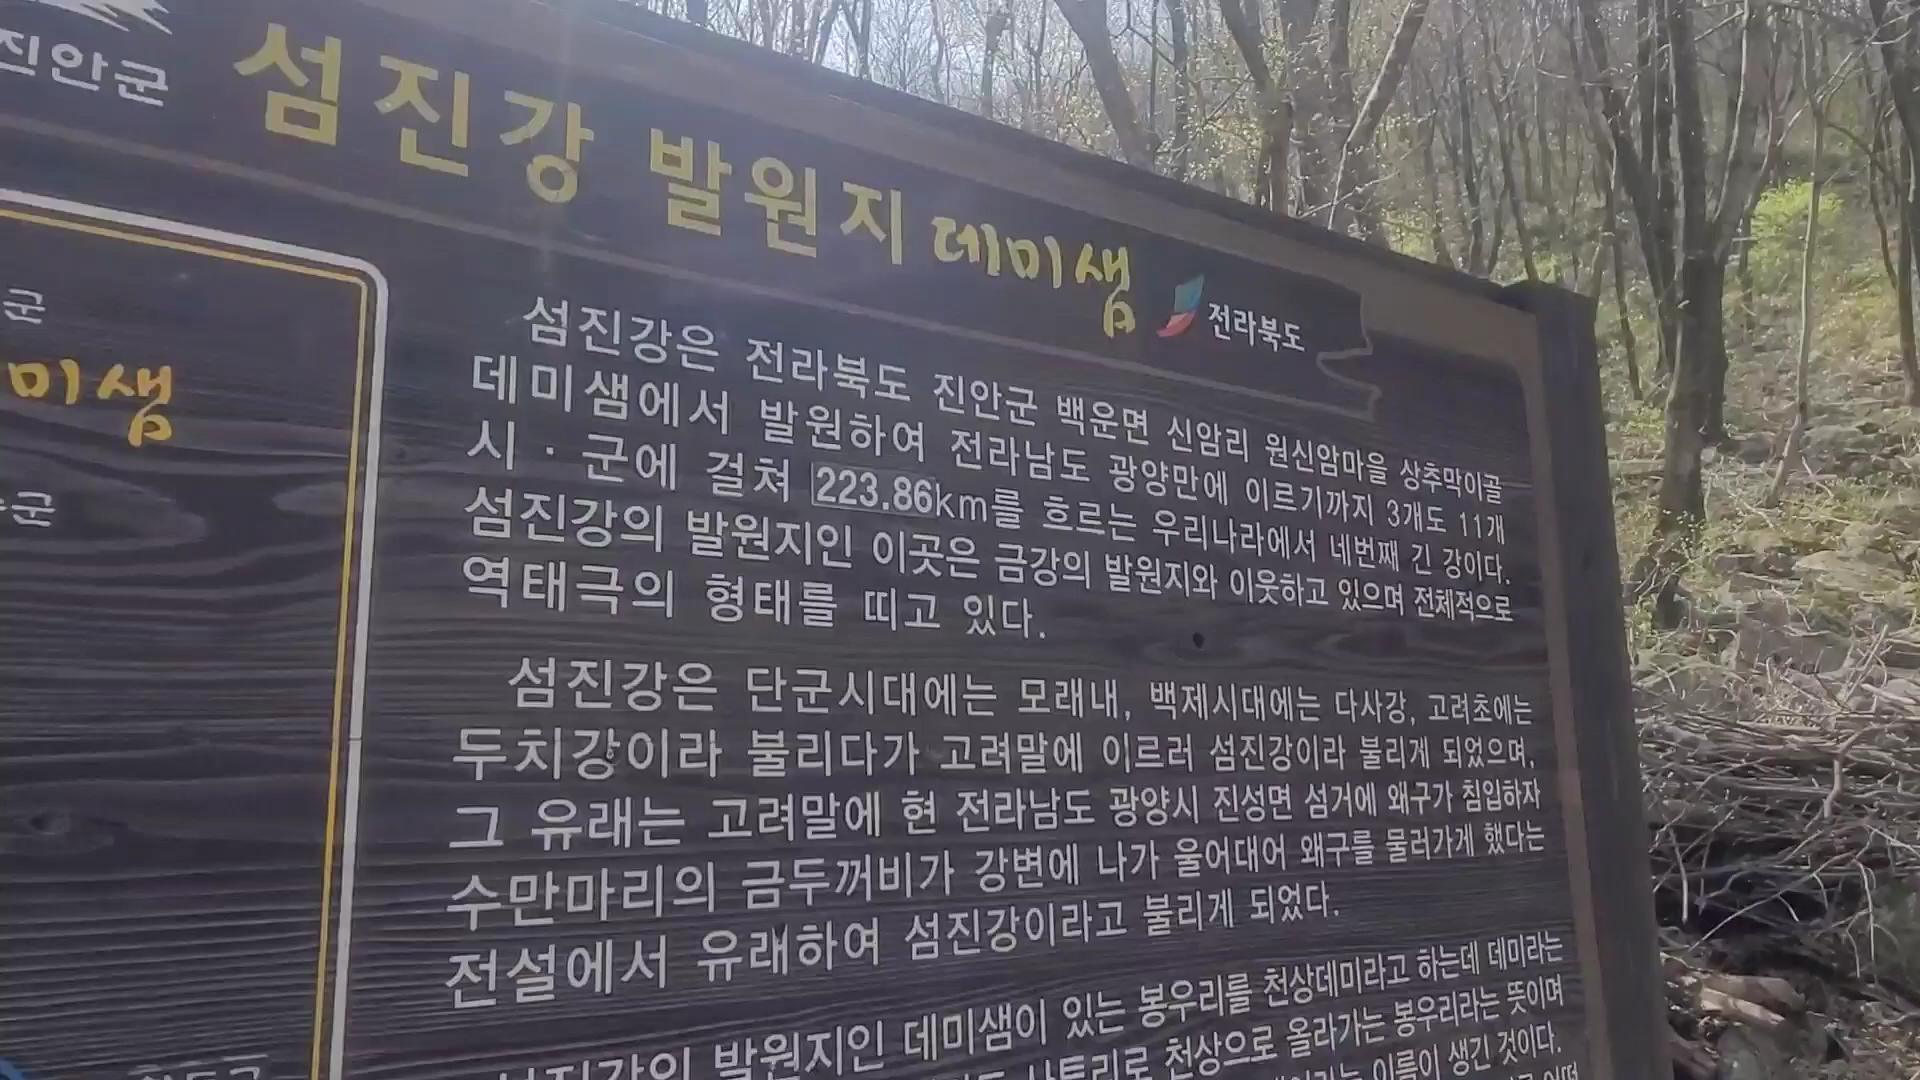 진안군
섬진강 발원지 데미샘
전라북도
군
미샘
군
섬진강은 전라북도 진안군 백운면 신암리 원신암마을 상추막이골
데미샘에서 발원하여 전라남도 광양만에 이르기까지 3개도 11개
시·군에 걸쳐 223.86km를 흐르는 우리나라에서 네번째 긴 강이다.
섬진강의 발원지인 이곳은 금강의 발원지와 이웃하고 있으며 전체적으로
역태극의 형태를 띠고 있다.
섬진강은 단군시대에는 모래내, 백제시대에는 다사강, 고려초에는
두치강이라 불리다가 고려말에 이르러 섬진강이라 불리게 되었으며,
그 유래는 고려말에 현 전라남도 광양시 진성면 섬거에 왜구가 침입하자
수만마리의 금두꺼비가 강변에 나가 울어대어 왜구를 물러가게 했다는
전설에서 유래하여 섬진강이라고 불리게 되었다.
섬진강의 발원지인 데미샘이 있는 봉우리를 천상데미라고 하는데 데미라는
사투리로 천상으로 올라가는 봉우리라는 뜻이며
이름이 생긴 것이다.